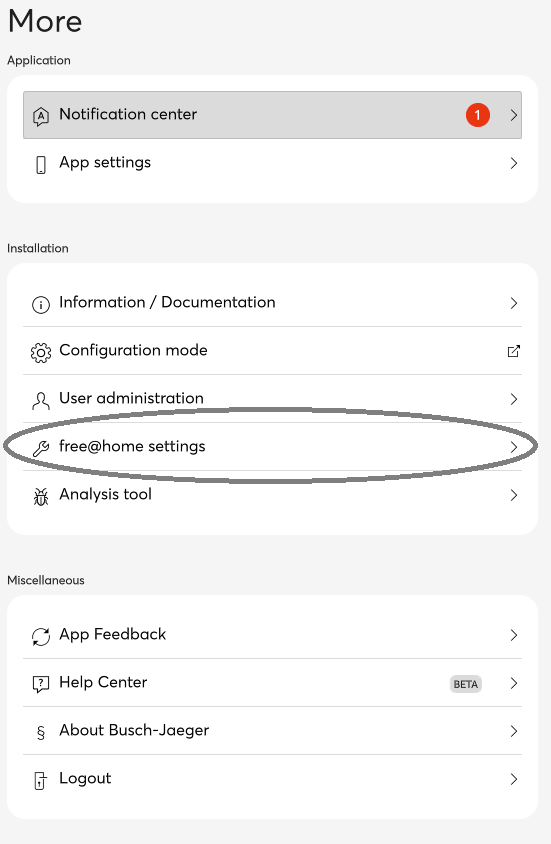 More
Application
Notification center 1
App settings
Installation
Information / Documentation
Configuration mode
User administration
free@home settings
Analysis tool
Miscellaneous
App Feedback
Help Center BETA
§ About Busch-Jaeger
Logout